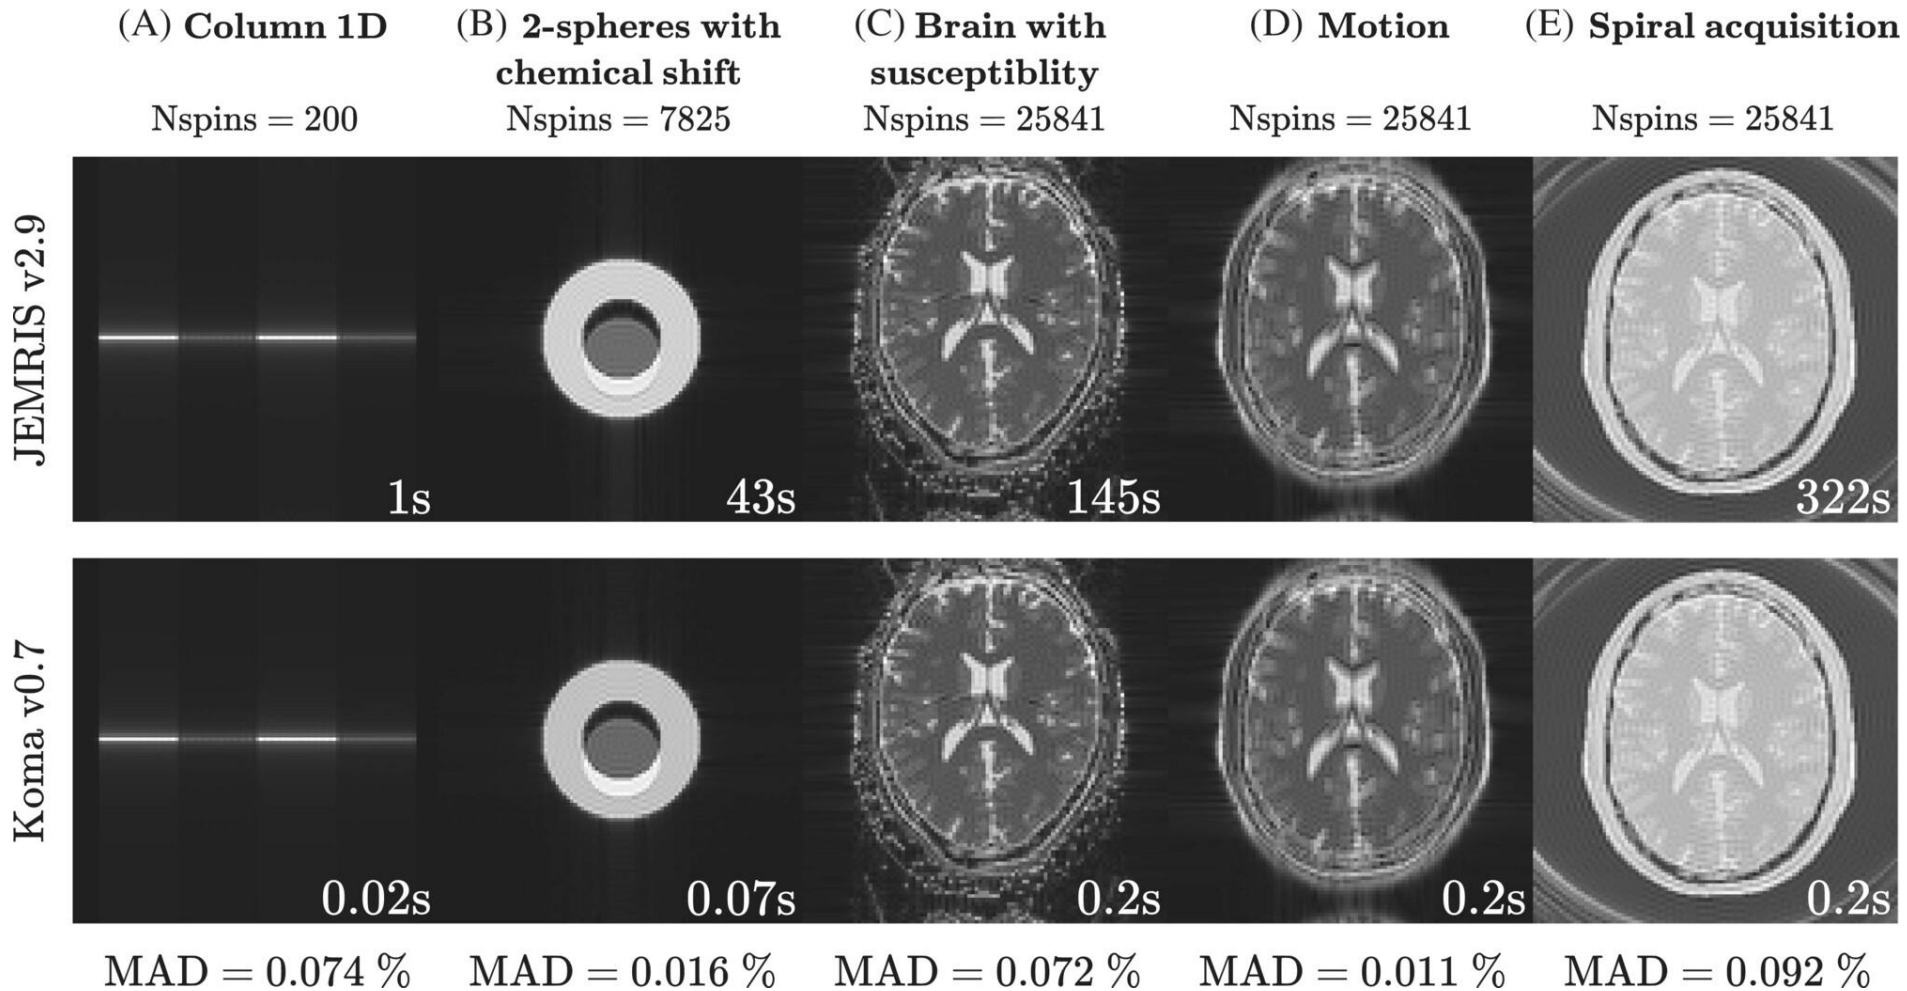 (A) Column 1D
(B) 2-spheres with
chemical shift
(C) Brain with
susceptiblity
(D) Motion
(E) Spiral acquisition
Nspins = 200
Nspins = 7825
Nspins = 25841
Nspins = 25841
Nspins = 25841
JEMRIS v2.9
1s
43s
145s
322s
Koma v0.7
0.02s
0.07s
0.2s
0.2s
0.2s
MAD = 0.074 %
MAD = 0.016 %
MAD = 0.072 %
MAD = 0.011 %
MAD = 0.092 %